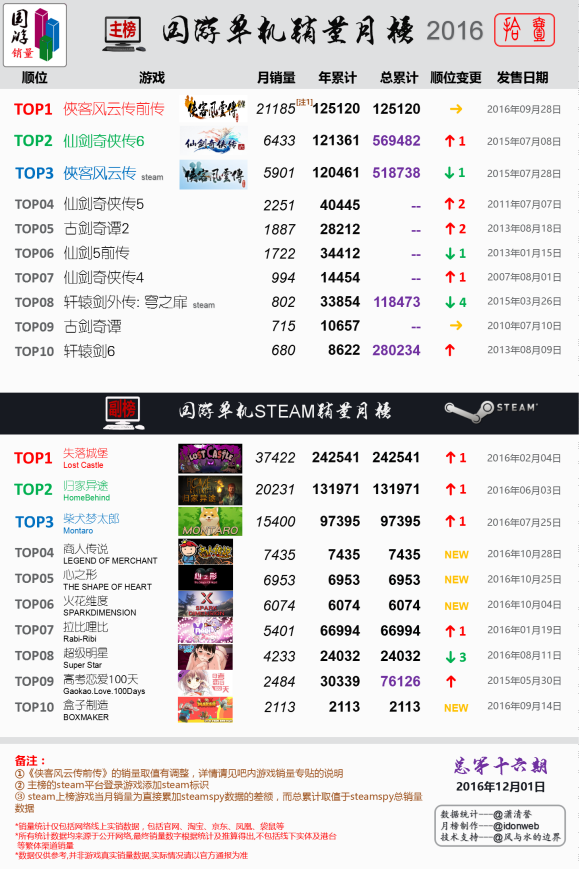 国游
销量
主榜
国游单机销量月榜 2016 拾 寶
顺位 游戏 月销量 年累计 总累计 顺位变更 发售日期
TOP1 侠客风云传前传 21185[注1] 125120 125120 → 2016年09月28日
TOP2 仙剑奇侠传6 6433 121361 569482 ↑ 1 2015年07月08日
TOP3 侠客风云传 steam 5901 120461 518738 ↓ 1 2015年07月28日
TOP04 仙剑奇侠传5 2251 40445 -- ↑ 2 2011年07月07日
TOP05 古剑奇谭2 1887 28212 -- ↑ 2 2013年08月18日
TOP06 仙剑5前传 1722 34412 -- ↓ 1 2013年01月15日
TOP07 仙剑奇侠传4 994 14454 -- ↑ 1 2007年08月01日
TOP08 轩辕剑外传: 穹之扉 steam 802 33854 118473 ↓ 4 2015年03月26日
TOP09 古剑奇谭 715 10657 -- → 2010年07月10日
TOP10 轩辕剑6 680 8622 280234 ↑ 2013年08月09日
副榜
国游单机STEAM销量月榜 STEAM
TOP1 失落城堡 LOST CASTLE 37422 242541 242541 ↑ 1 2016年02月04日
Lost Castle
TOP2 归家异途 归家异途 20231 131971 131971 ↑ 1 2016年06月03日
HomeBehind
TOP3 柴犬梦太郎 MONTARO 15400 97395 97395 ↑ 1 2016年07月25日
Montaro
TOP04 商人传说 7435 7435 7435 NEW 2016年10月28日
LEGEND OF MERCHANT
TOP05 心之形 心之形 6953 6953 6953 NEW 2016年10月25日
THE SHAPE OF HEART
TOP06 火花维度 SPARK 6074 6074 6074 NEW 2016年10月04日
SPARKDIMENSION
TOP07 拉比哩比 5401 66994 66994 ↑ 1 2016年01月19日
Rabi-Ribi
TOP08 超级明星 4233 24032 24032 ↓ 3 2016年08月11日
Super Star
TOP09 高考恋爱100天 2484 30339 76126 ↑ 2015年05月30日
Gaokao.Love.100Days
TOP10 盒子制造 2113 2113 2113 NEW 2016年09月14日
BOXMAKER
备注：
①《侠客风云传前传》的销量取值有调整，详情请见吧内游戏销量专贴的说明
② 主榜的steam平台登录游戏添加steam标识
③ steam上榜游戏当月销量为直接累加steamspy数据的差额，而总累计取值于steamspy总销量
数据
*销量统计仅包括网络线上实销数据，包括官网、淘宝、京东、凤凰、袋鼠等
*所有统计数据均来源于公开网络,最终销量数字根据统计及推算得出,不包括线下实体及港台
等繁体渠道销量
*数据仅供参考,并非游戏真实销量数据,实际情况请以官方通报为准
总第十六期
2016年12月01日
数据统计---@潇清誉
月榜制作---@idonweb
技术支持---@风与水的边界